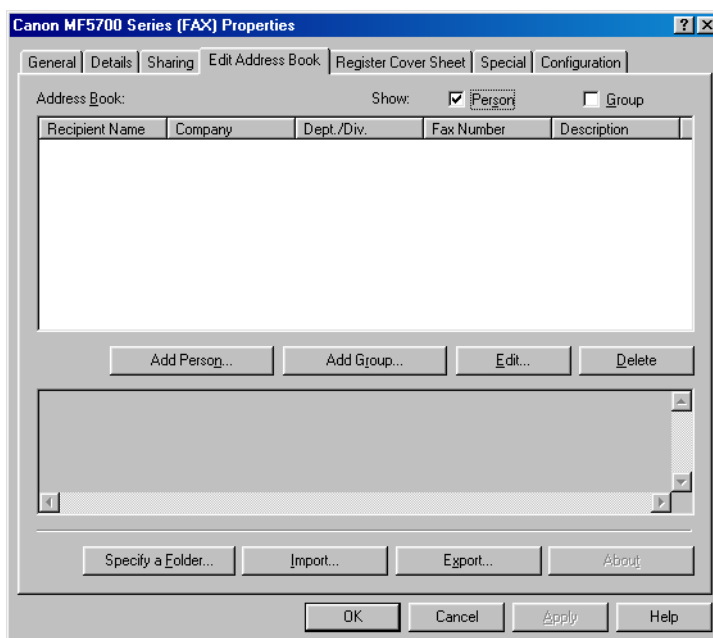 Canon MF5700 Series (FAX) Properties
General Details Sharing Edit Address Book Register Cover Sheet Special Configuration
Address Book: Show: Person Group
Recipient Name Company Dept./Div. Fax Number Description
Add Person... Add Group... Edit... Delete
Specify a Folder... Import... Export... About
OK Cancel Apply Help